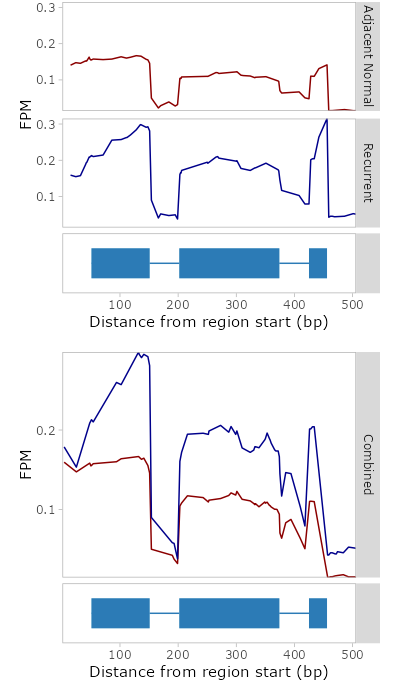 0.3
0.2
0.1
Adjacent Normal
FPM
0.3
0.2
0.1
Recurrent
100 200 300 400 500
Distance from region start (bp)
0.2
0.1
FPM
Combined
100 200 300 400 500
Distance from region start (bp)